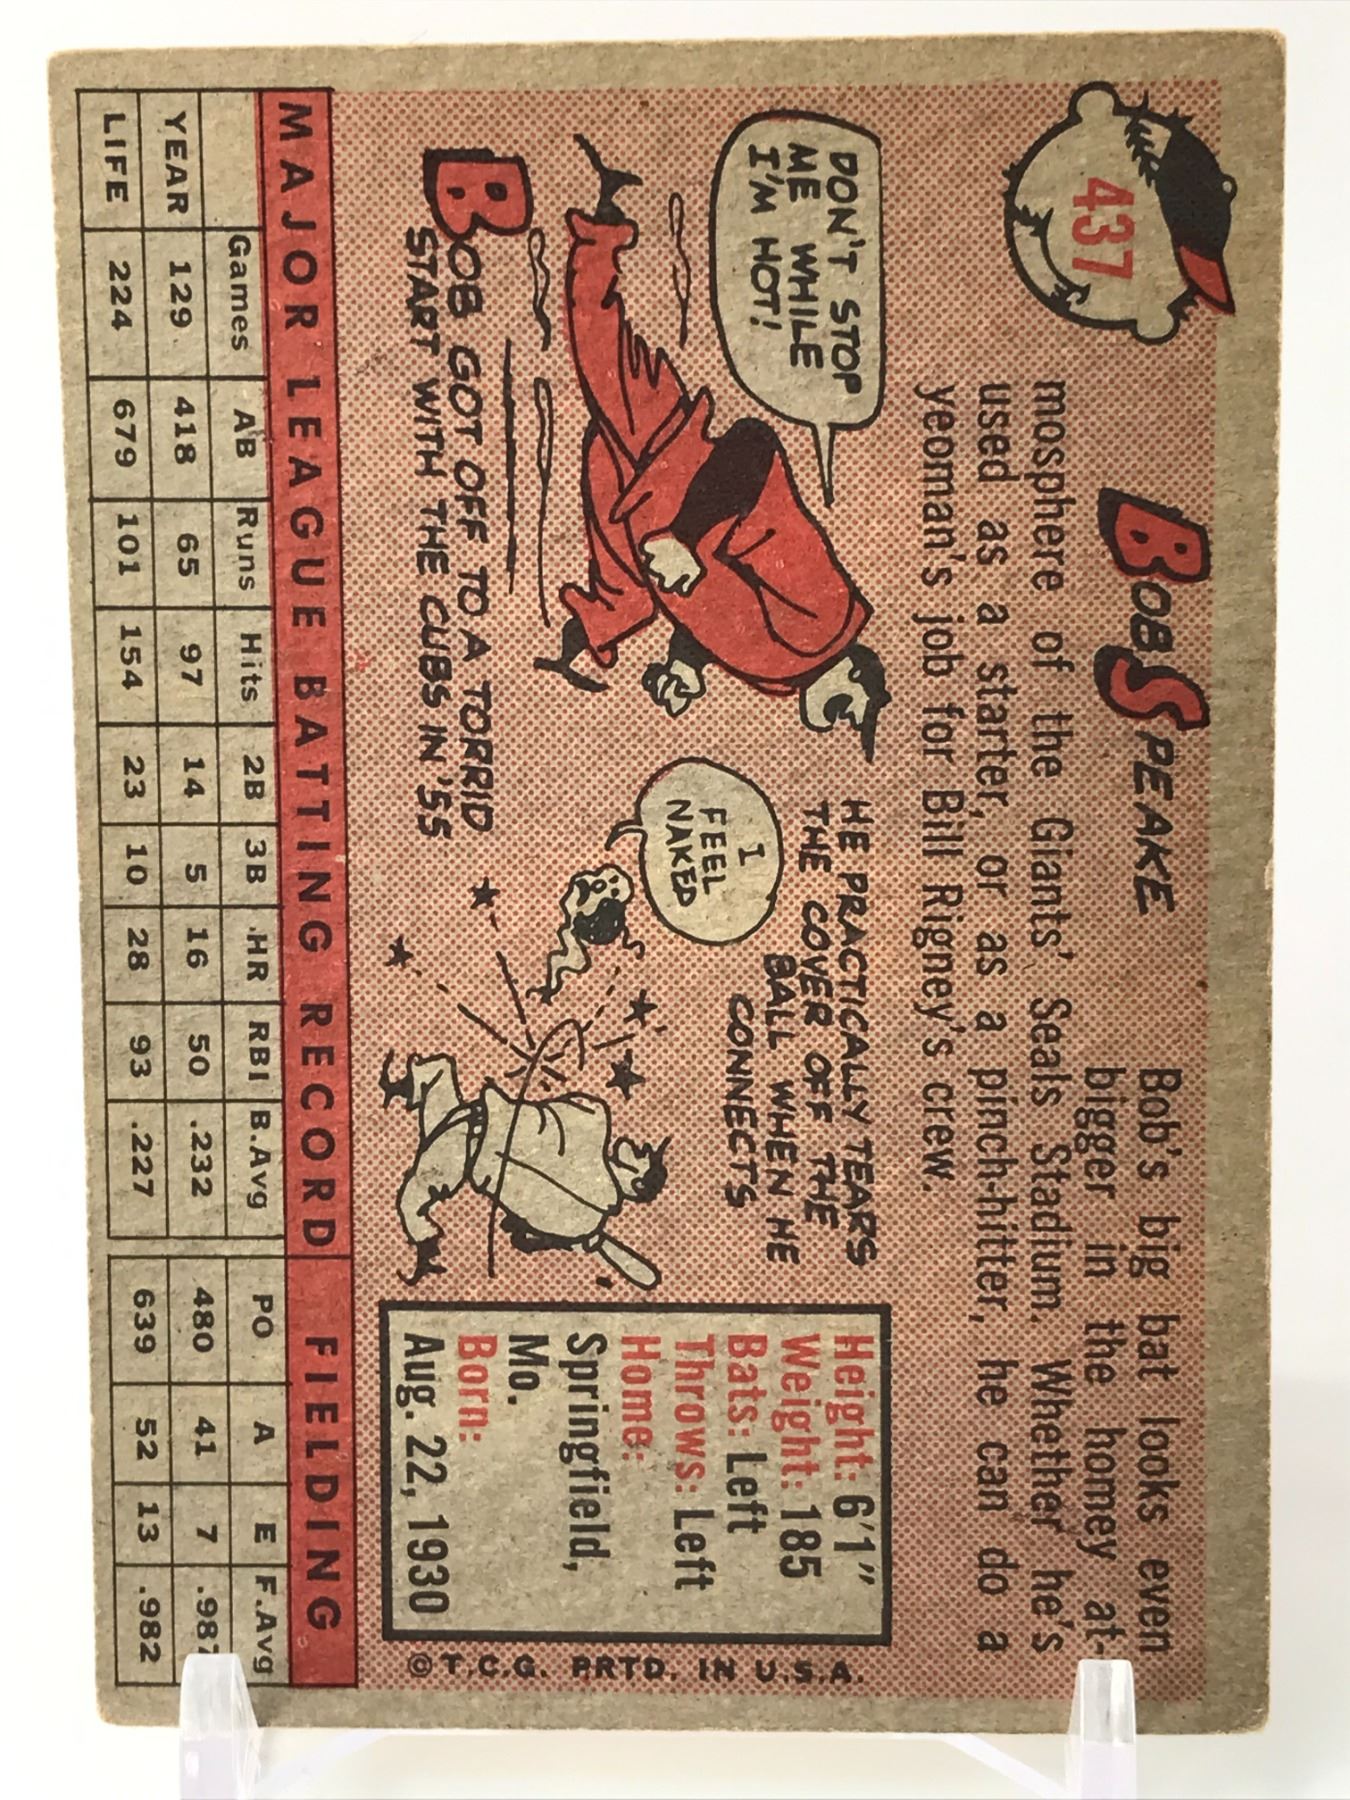 437
BOB SPEAKE
Bob's big bat looks even
bigger in the homey at-
mosphere of the Giants' Seals Stadium. Whether he's
used as a starter, or as a pinch-hitter, he can do a
yeoman's job for Bill Rigney's crew.
DON'T STOP
ME WHILE
I'M HOT!
BOB GOT OFF TO A TORRID
START WITH THE CUBS IN '55
HE PRACTICALLY TEARS
THE COVER OF THE
BALL WHEN HE
CONNECTS
I
FEEL
NAKED
Height: 6'1"
Weight: 185
Bats: Left
Throws: Left
Home:
Springfield,
Mo.
Born:
Aug. 22, 1930
© T.C.G. PRTD. IN U.S.A.
MAJOR LEAGUE BATTING RECORD FIELDING
Games AB Runs Hits 2B 3B HR RBI B.Avg PO A E F.Avg
YEAR 129 418 65 97 14 5 16 50 .232 480 41 7
LIFE 224 679 101 154 23 10 28 93 .227 639 52 13 .982